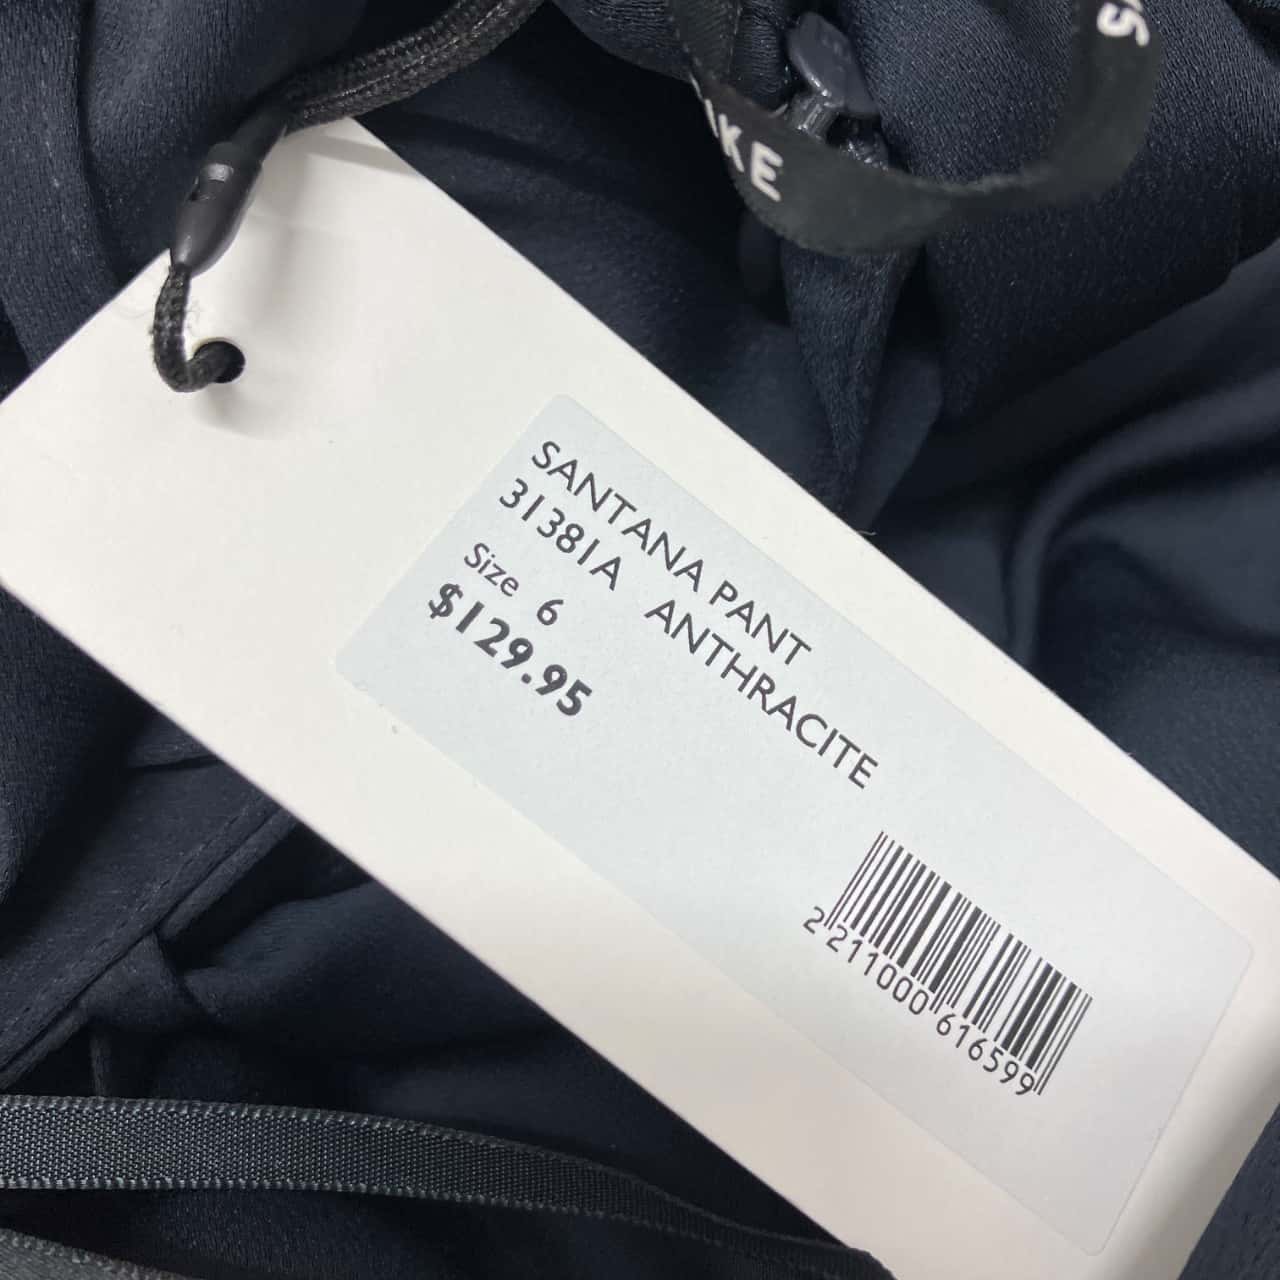 SANTANA PANT
31381A ANTHRACITE
Size 6
$129.95
2 211000 616599